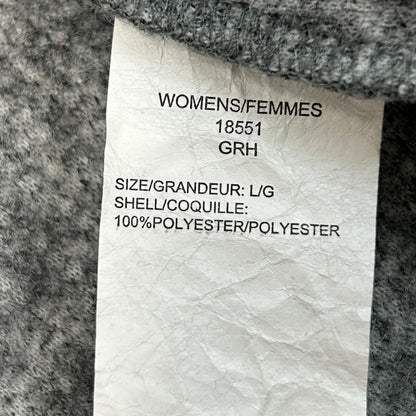 WOMENS/FEMMES
18551
GRH
SIZE/GRANDEUR: L/G
SHELL/COQUILLE:
100%POLYESTER/POLYESTER